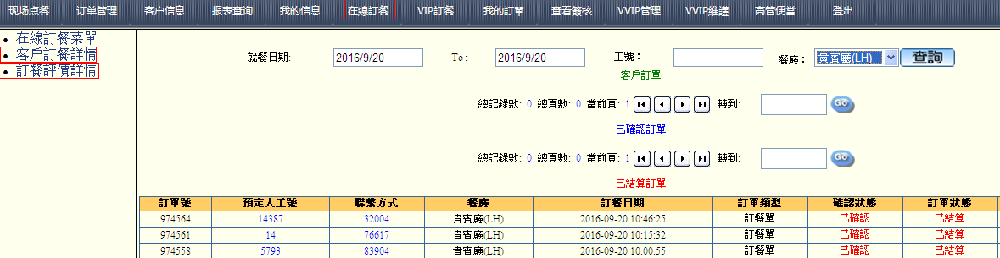 现场点餐 订单管理 客户信息 报表查询 我的信息 在線訂餐 VIP訂餐 我的訂單 查看簽核 VVIP管理 VVIP維護 高管便當 登出
在線訂餐菜單
客戶訂餐詳情
訂餐評價詳情
就餐日期: 2016/9/20 To : 2016/9/20 工號： 餐廳： 貴賓廳(LH) 查詢
客戶訂單
總記錄數: 0 總頁數: 0 當前頁: 1 轉到: GO
已確認訂單
總記錄數: 0 總頁數: 0 當前頁: 1 轉到: GO
已結算訂單
訂單號 預定人工號 聯繫方式 餐廳 訂餐日期 訂單類型 確認狀態 訂單狀態
974564 14387 32004 貴賓廳(LH) 2016-09-20 10:46:25 訂餐單 已確認 已結算
974561 14 76617 貴賓廳(LH) 2016-09-20 10:15:32 訂餐單 已確認 已結算
974558 5793 83904 貴賓廳(LH) 2016-09-20 10:00:55 訂餐單 已確認 已結算